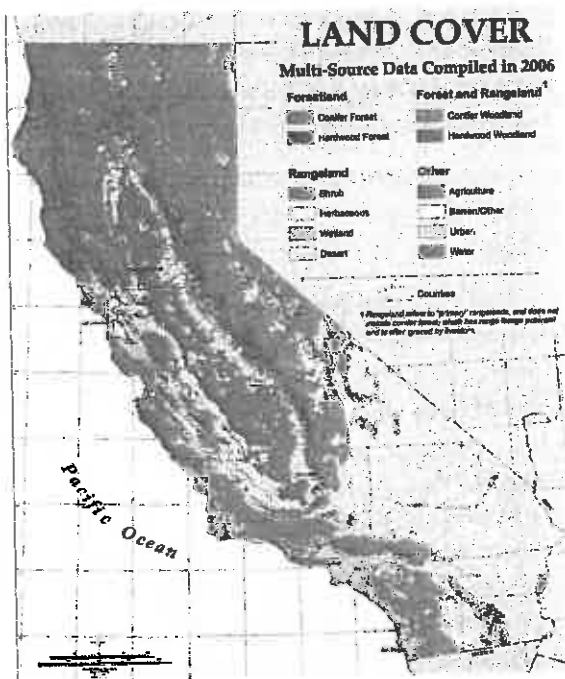 LAND COVER
Multi-Source Data Compiled in 2006
Forestland
Conifer Forest
Hardwood Forest
Forest and Rangeland¹
Conifer Woodland
Hardwood Woodland
Rangeland
Shrub
Herbaceous
Wetland
Desert
Other
Agriculture
Barren/Other
Urban
Water
Counties
Pacific Ocean